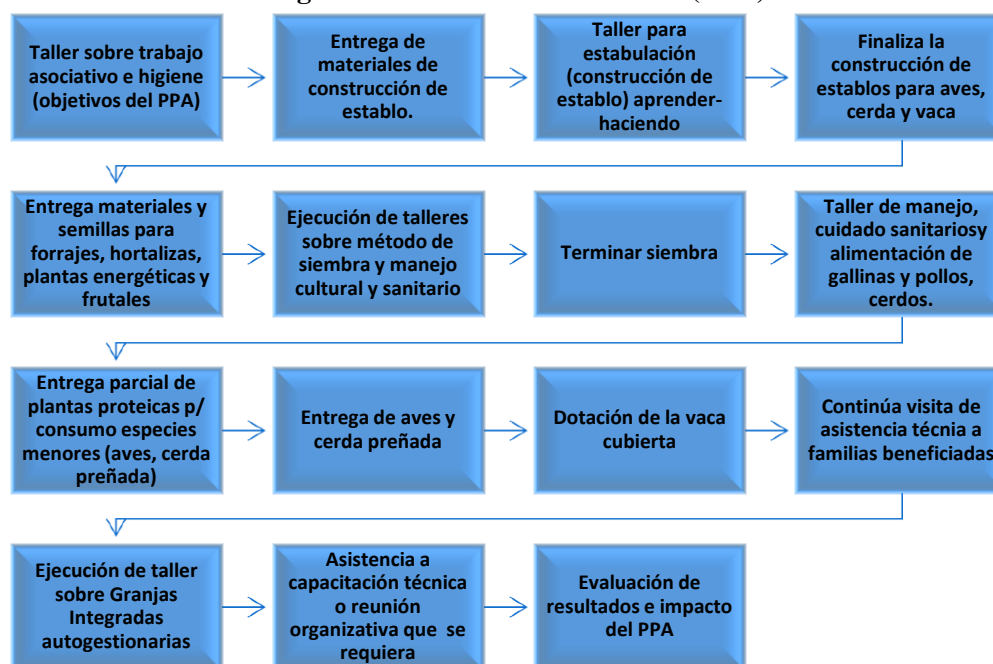 Taller sobre trabajo
asociativo e higiene
(objetivos del PPA)
Entrega de
materiales de
construcción de
establo.
Taller para
estabulación
(construcción de
establo) aprender-
haciendo
Finaliza la
construcción de
establos para aves,
cerda y vaca
Entrega materiales y
semillas para
forrajes, hortalizas,
plantas energéticas y
frutales
Ejecución de talleres
sobre método de
siembra y manejo
cultural y sanitario
Terminar siembra
Taller de manejo,
cuidado sanitariosy
alimentación de
gallinas y pollos,
cerdos.
Entrega parcial de
plantas proteicas p/
consumo especies
menores (aves, cerda
preñada)
Entrega de aves y
cerda preñada
Dotación de la vaca
cubierta
Continúa visita de
asistencia técnia a
familias beneficiadas
Ejecución de taller
sobre Granjas
Integradas
autogestionarias
Asistencia a
capacitación técnica
o reunión
organizativa que se
requiera
Evaluación de
resultados e impacto
del PPA